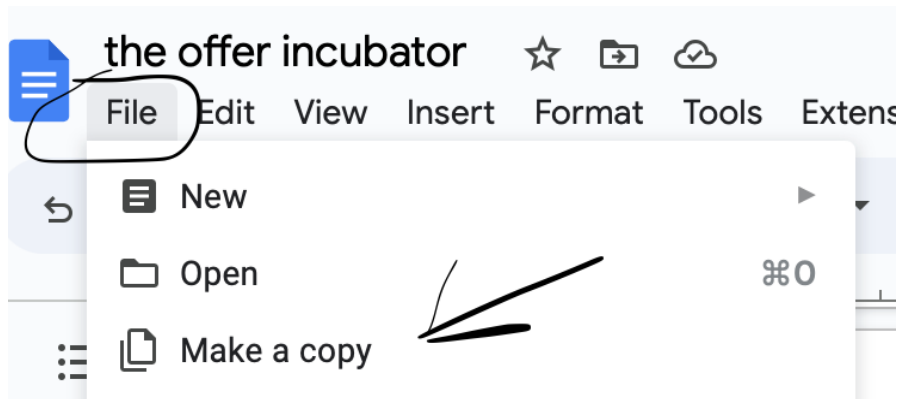 the offer incubator
File Edit View Insert Format Tools Extens
New
Open ⌘O
Make a copy